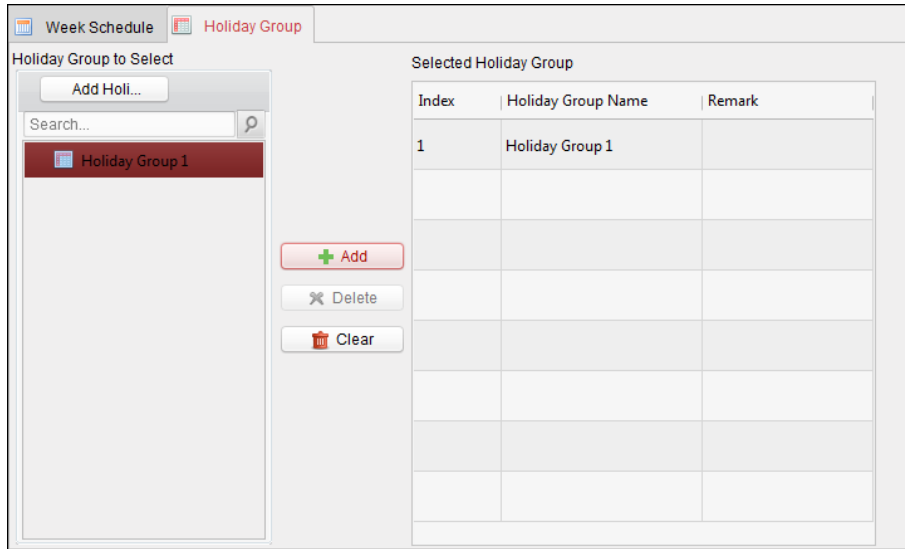 Week Schedule Holiday Group
Holiday Group to Select
Add Holi...
Search...
Holiday Group 1
Add
Delete
Clear
Selected Holiday Group
Index Holiday Group Name Remark
1 Holiday Group 1